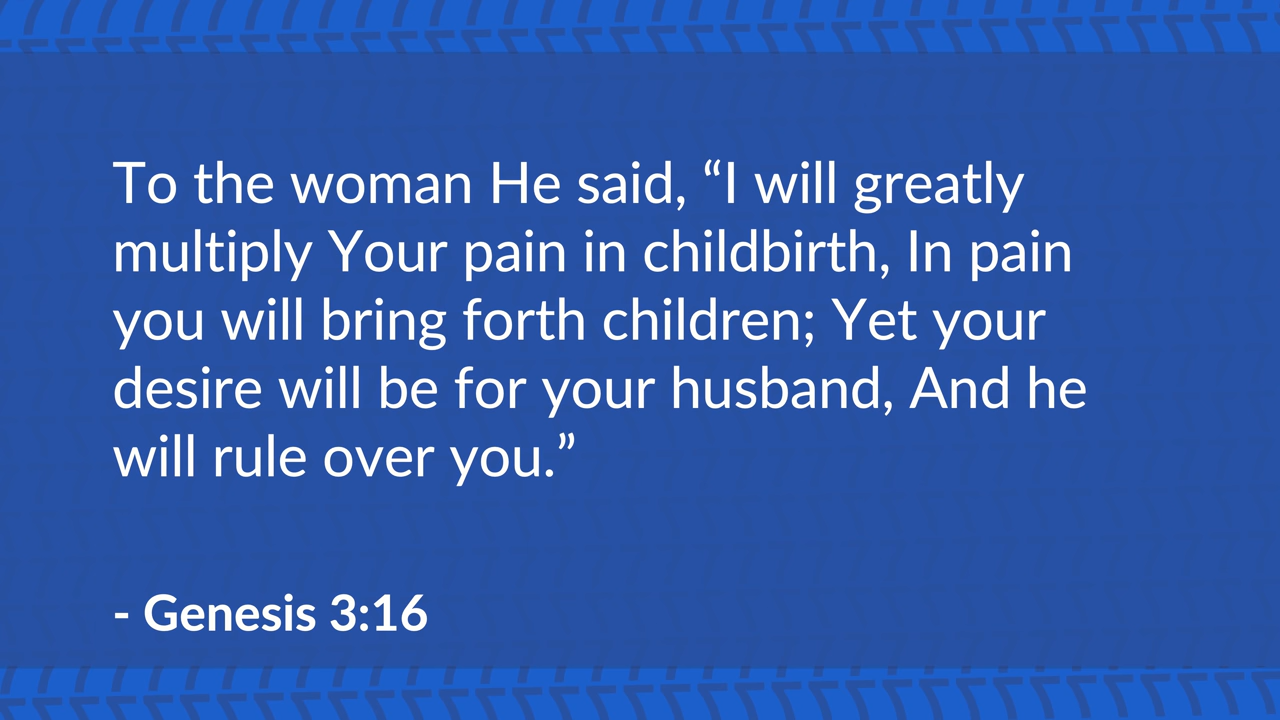 To the woman He said, “I will greatly
multiply Your pain in childbirth, In pain
you will bring forth children; Yet your
desire will be for your husband, And he
will rule over you.”
- Genesis 3:16